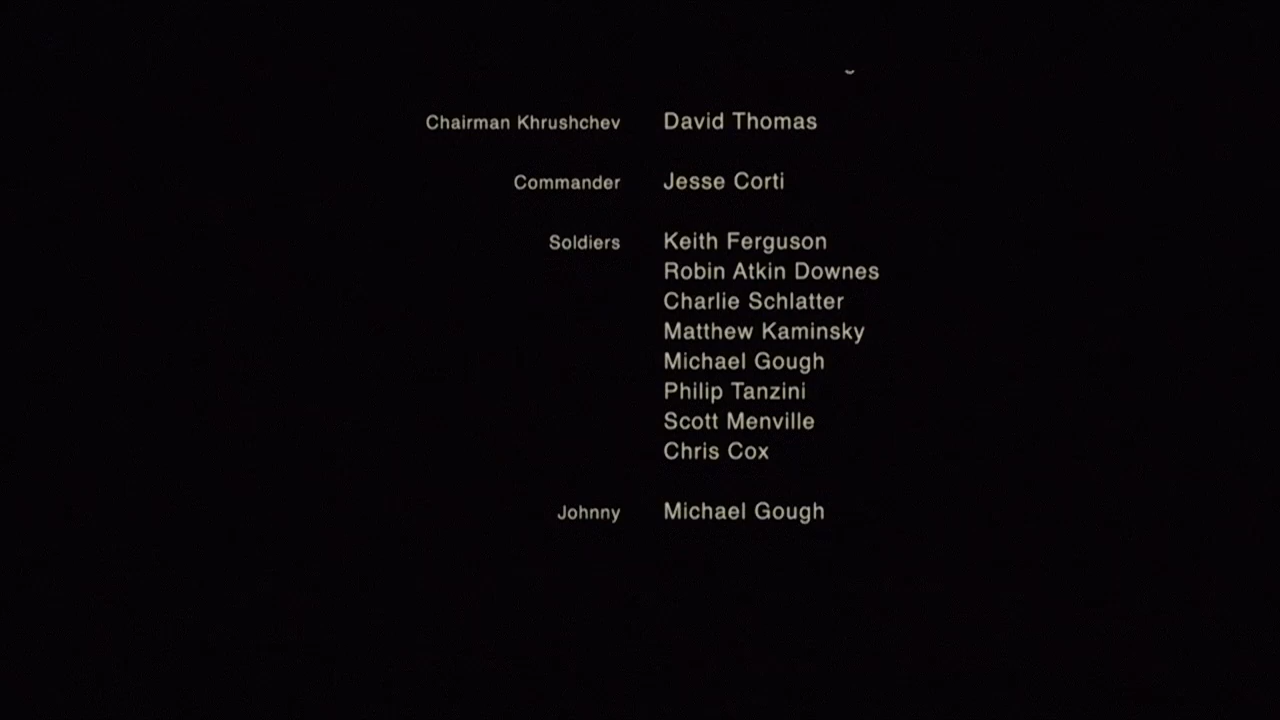 Chairman Khrushchev David Thomas
Commander Jesse Corti
Soldiers Keith Ferguson
Robin Atkin Downes
Charlie Schlatter
Matthew Kaminsky
Michael Gough
Philip Tanzini
Scott Menville
Chris Cox
Johnny Michael Gough